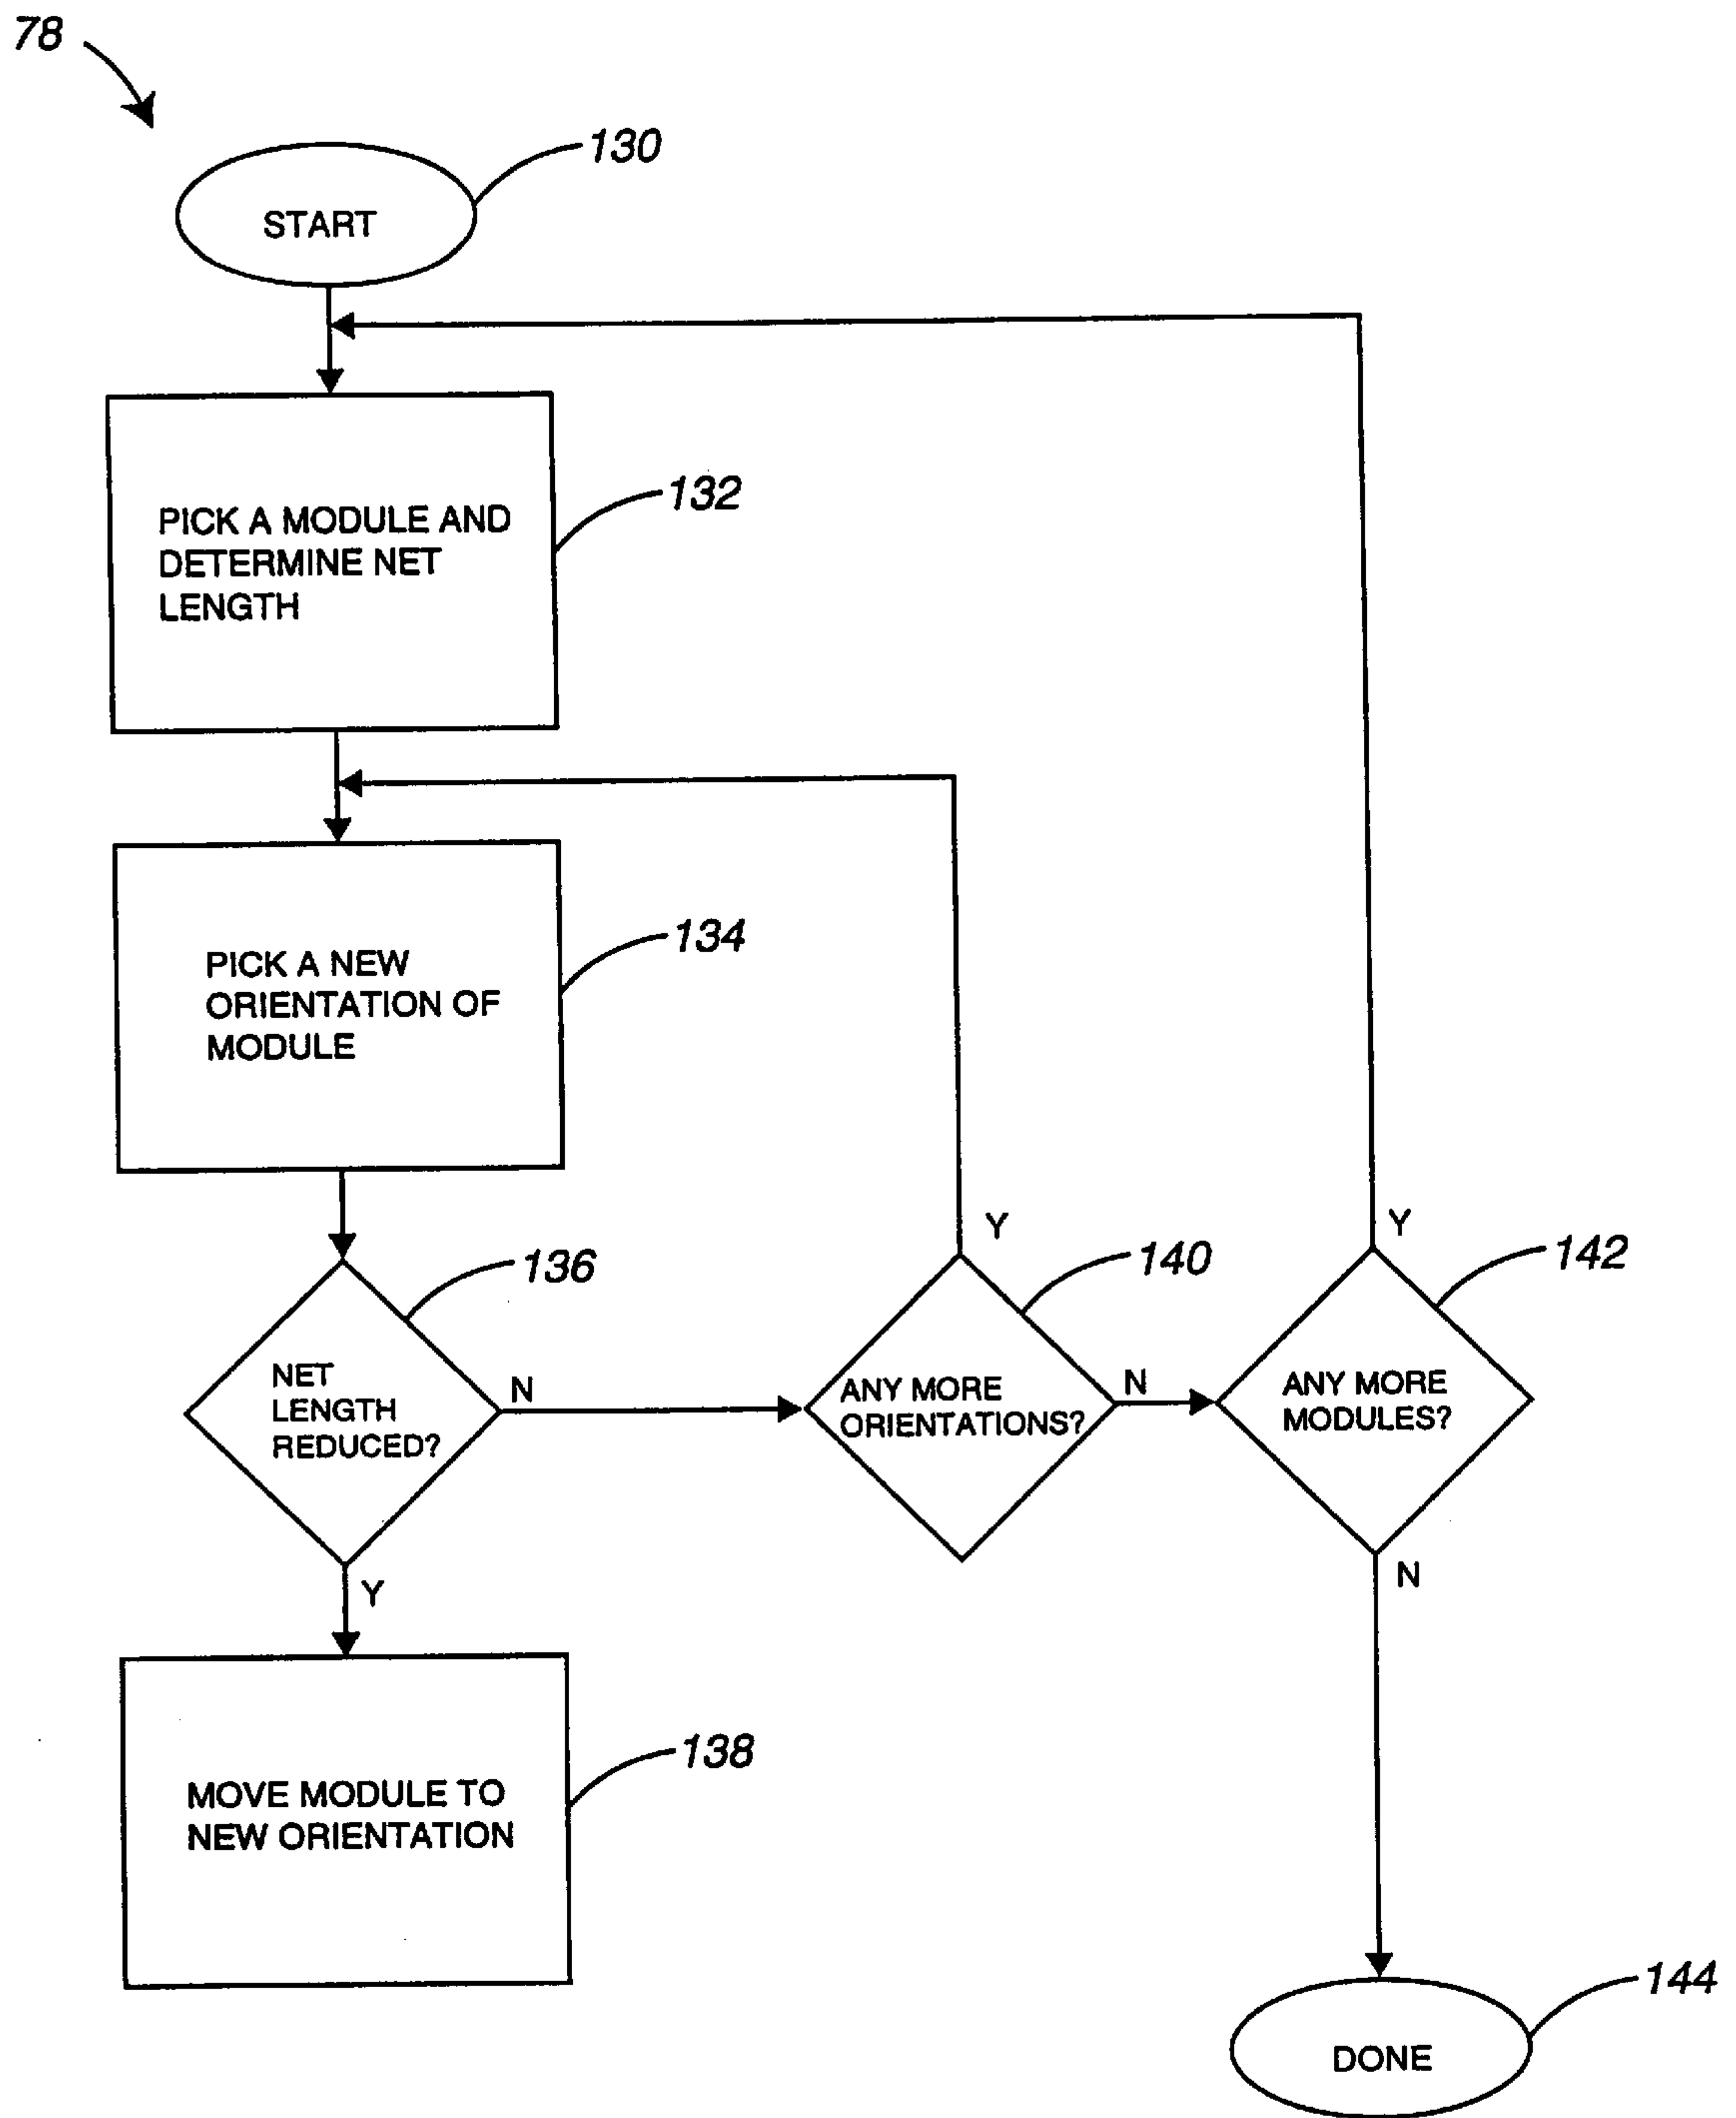 78
130
START
132
PICK A MODULE AND
DETERMINE NET
LENGTH
134
PICK A NEW
ORIENTATION OF
MODULE
Y
Y
136
140
142
NET
LENGTH
REDUCED?
N
ANY MORE
ORIENTATIONS?
N
ANY MORE
MODULES?
Y
N
138
MOVE MODULE TO
NEW ORIENTATION
144
DONE